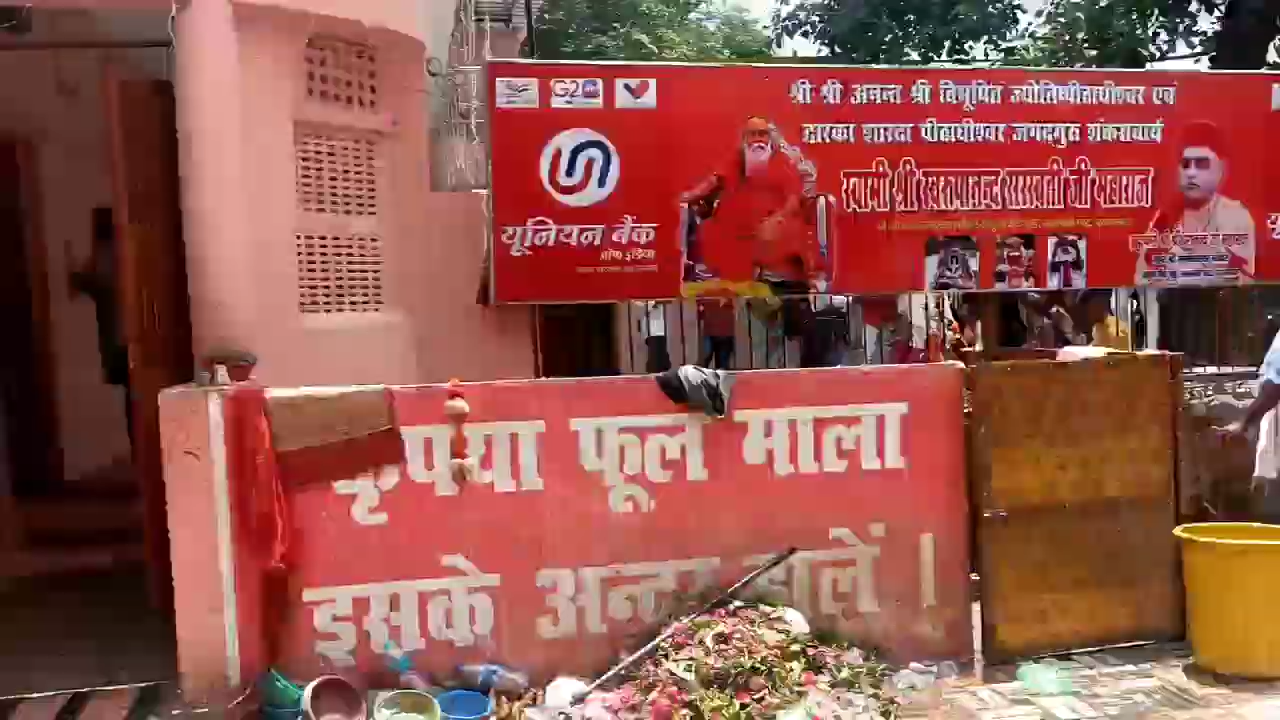 G20
श्री श्री अनन्त श्री विभूषित ज्योतिष्पीठाधीश्वर एवं
द्वारका शारदा पीठाधीश्वर जगद्गुरु शंकराचार्य
स्वामी श्री स्वरूपानन्द सरस्वती जी महाराज
यूनियन बैंक
ऑफ इंडिया
कृपया फूल माला
इसके अन्दर डालें ।